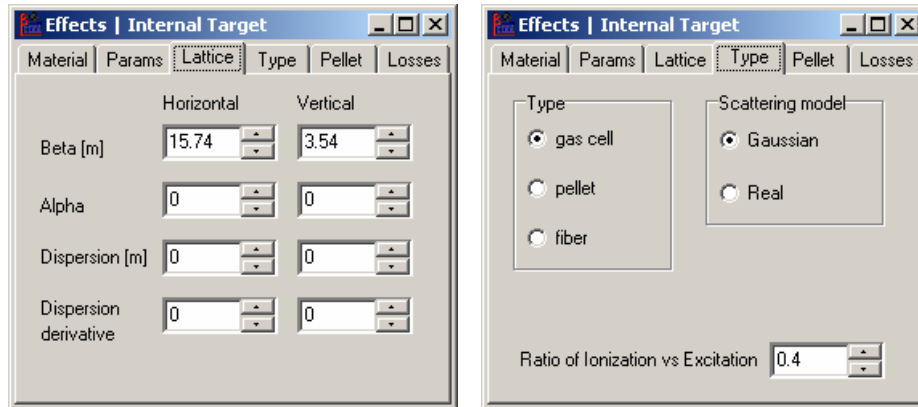 Effects | Internal Target
Material Params Lattice Type Pellet Losses
Horizontal Vertical
Beta [m] 15.74 3.54
Alpha 0 0
Dispersion [m] 0 0
Dispersion
derivative 0 0
Effects | Internal Target
Material Params Lattice Type Pellet Losses
Type Scattering model
gas cell Gaussian
pellet Real
fiber
Ratio of Ionization vs Excitation 0.4